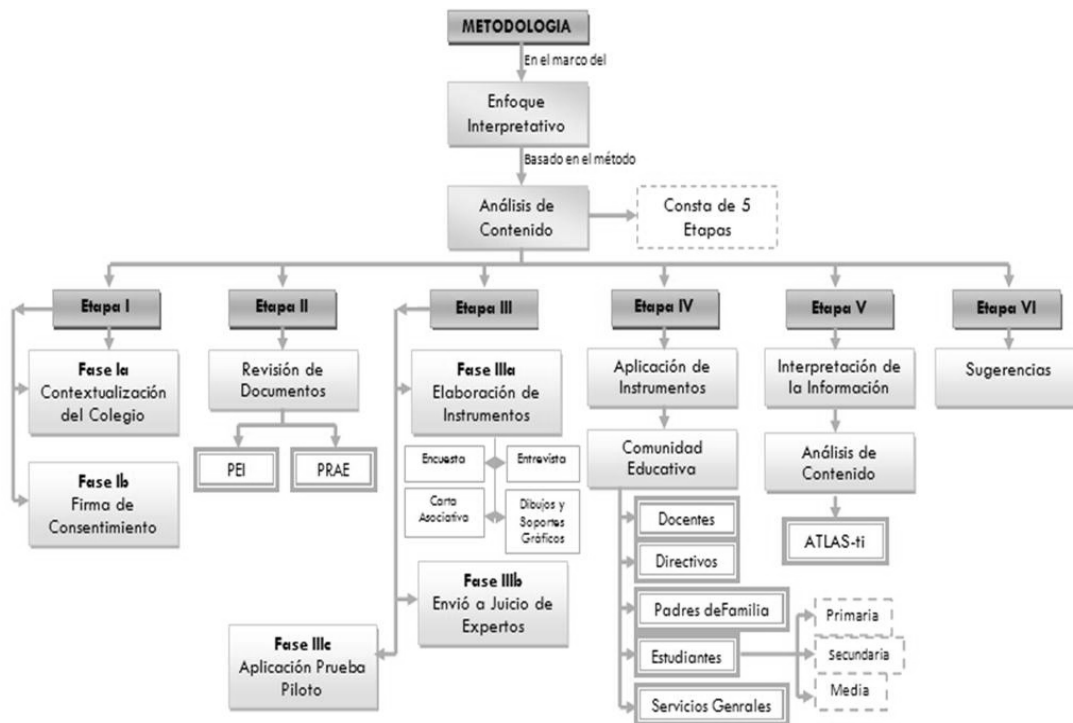 METODOLOGIA
En el marco del
Enfoque
Interpretativo
Basado en el método
Análisis de
Contenido
Consta de 5
Etapas
Etapa I
Etapa II
Etapa III
Etapa IV
Etapa V
Etapa VI
Fase Ia
Contextualización
del Colegio
Fase Ib
Firma de
Consentimiento
Revisión de
Documentos
PEI
PRAE
Fase IIIa
Elaboración de
Instrumentos
Encuesta
Entrevista
Carta
Asociativa
Dibujos y
Soportes
Gráficos
Fase IIIb
Envió a Juicio de
Expertos
Fase IIIc
Aplicación Prueba
Piloto
Aplicación de
Instrumentos
Comunidad
Educativa
Docentes
Directivos
Padres deFamilia
Estudiantes
Servicios Genrales
Primaria
Secundaria
Media
Interpretación de
la Información
Análisis de
Contenido
ATLAS-ti
Sugerencias